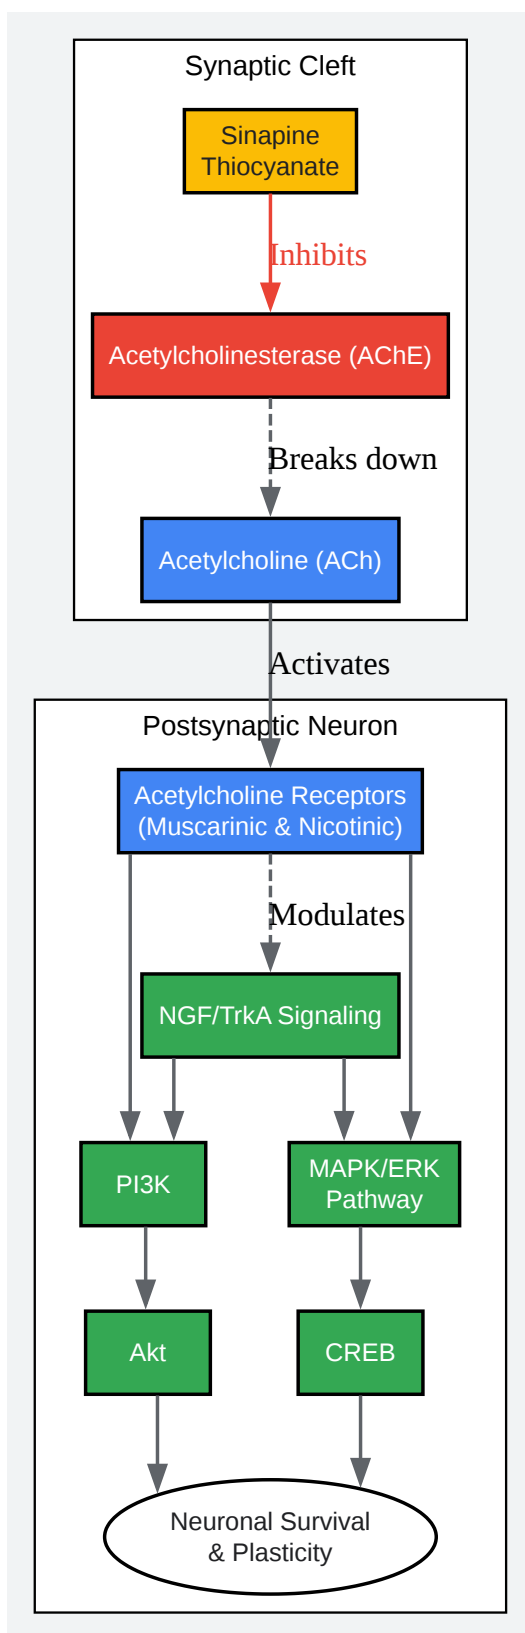 Synaptic Cleft
Sinapine
Thiocyanate
Inhibits
Acetylcholinesterase (AChE)
Breaks down
Acetylcholine (ACh)
Activates
Postsynaptic Neuron
Acetylcholine Receptors
(Muscarinic & Nicotinic)
Modulates
NGF/TrkA Signaling
PI3K
MAPK/ERK
Pathway
Akt
CREB
Neuronal Survival
& Plasticity